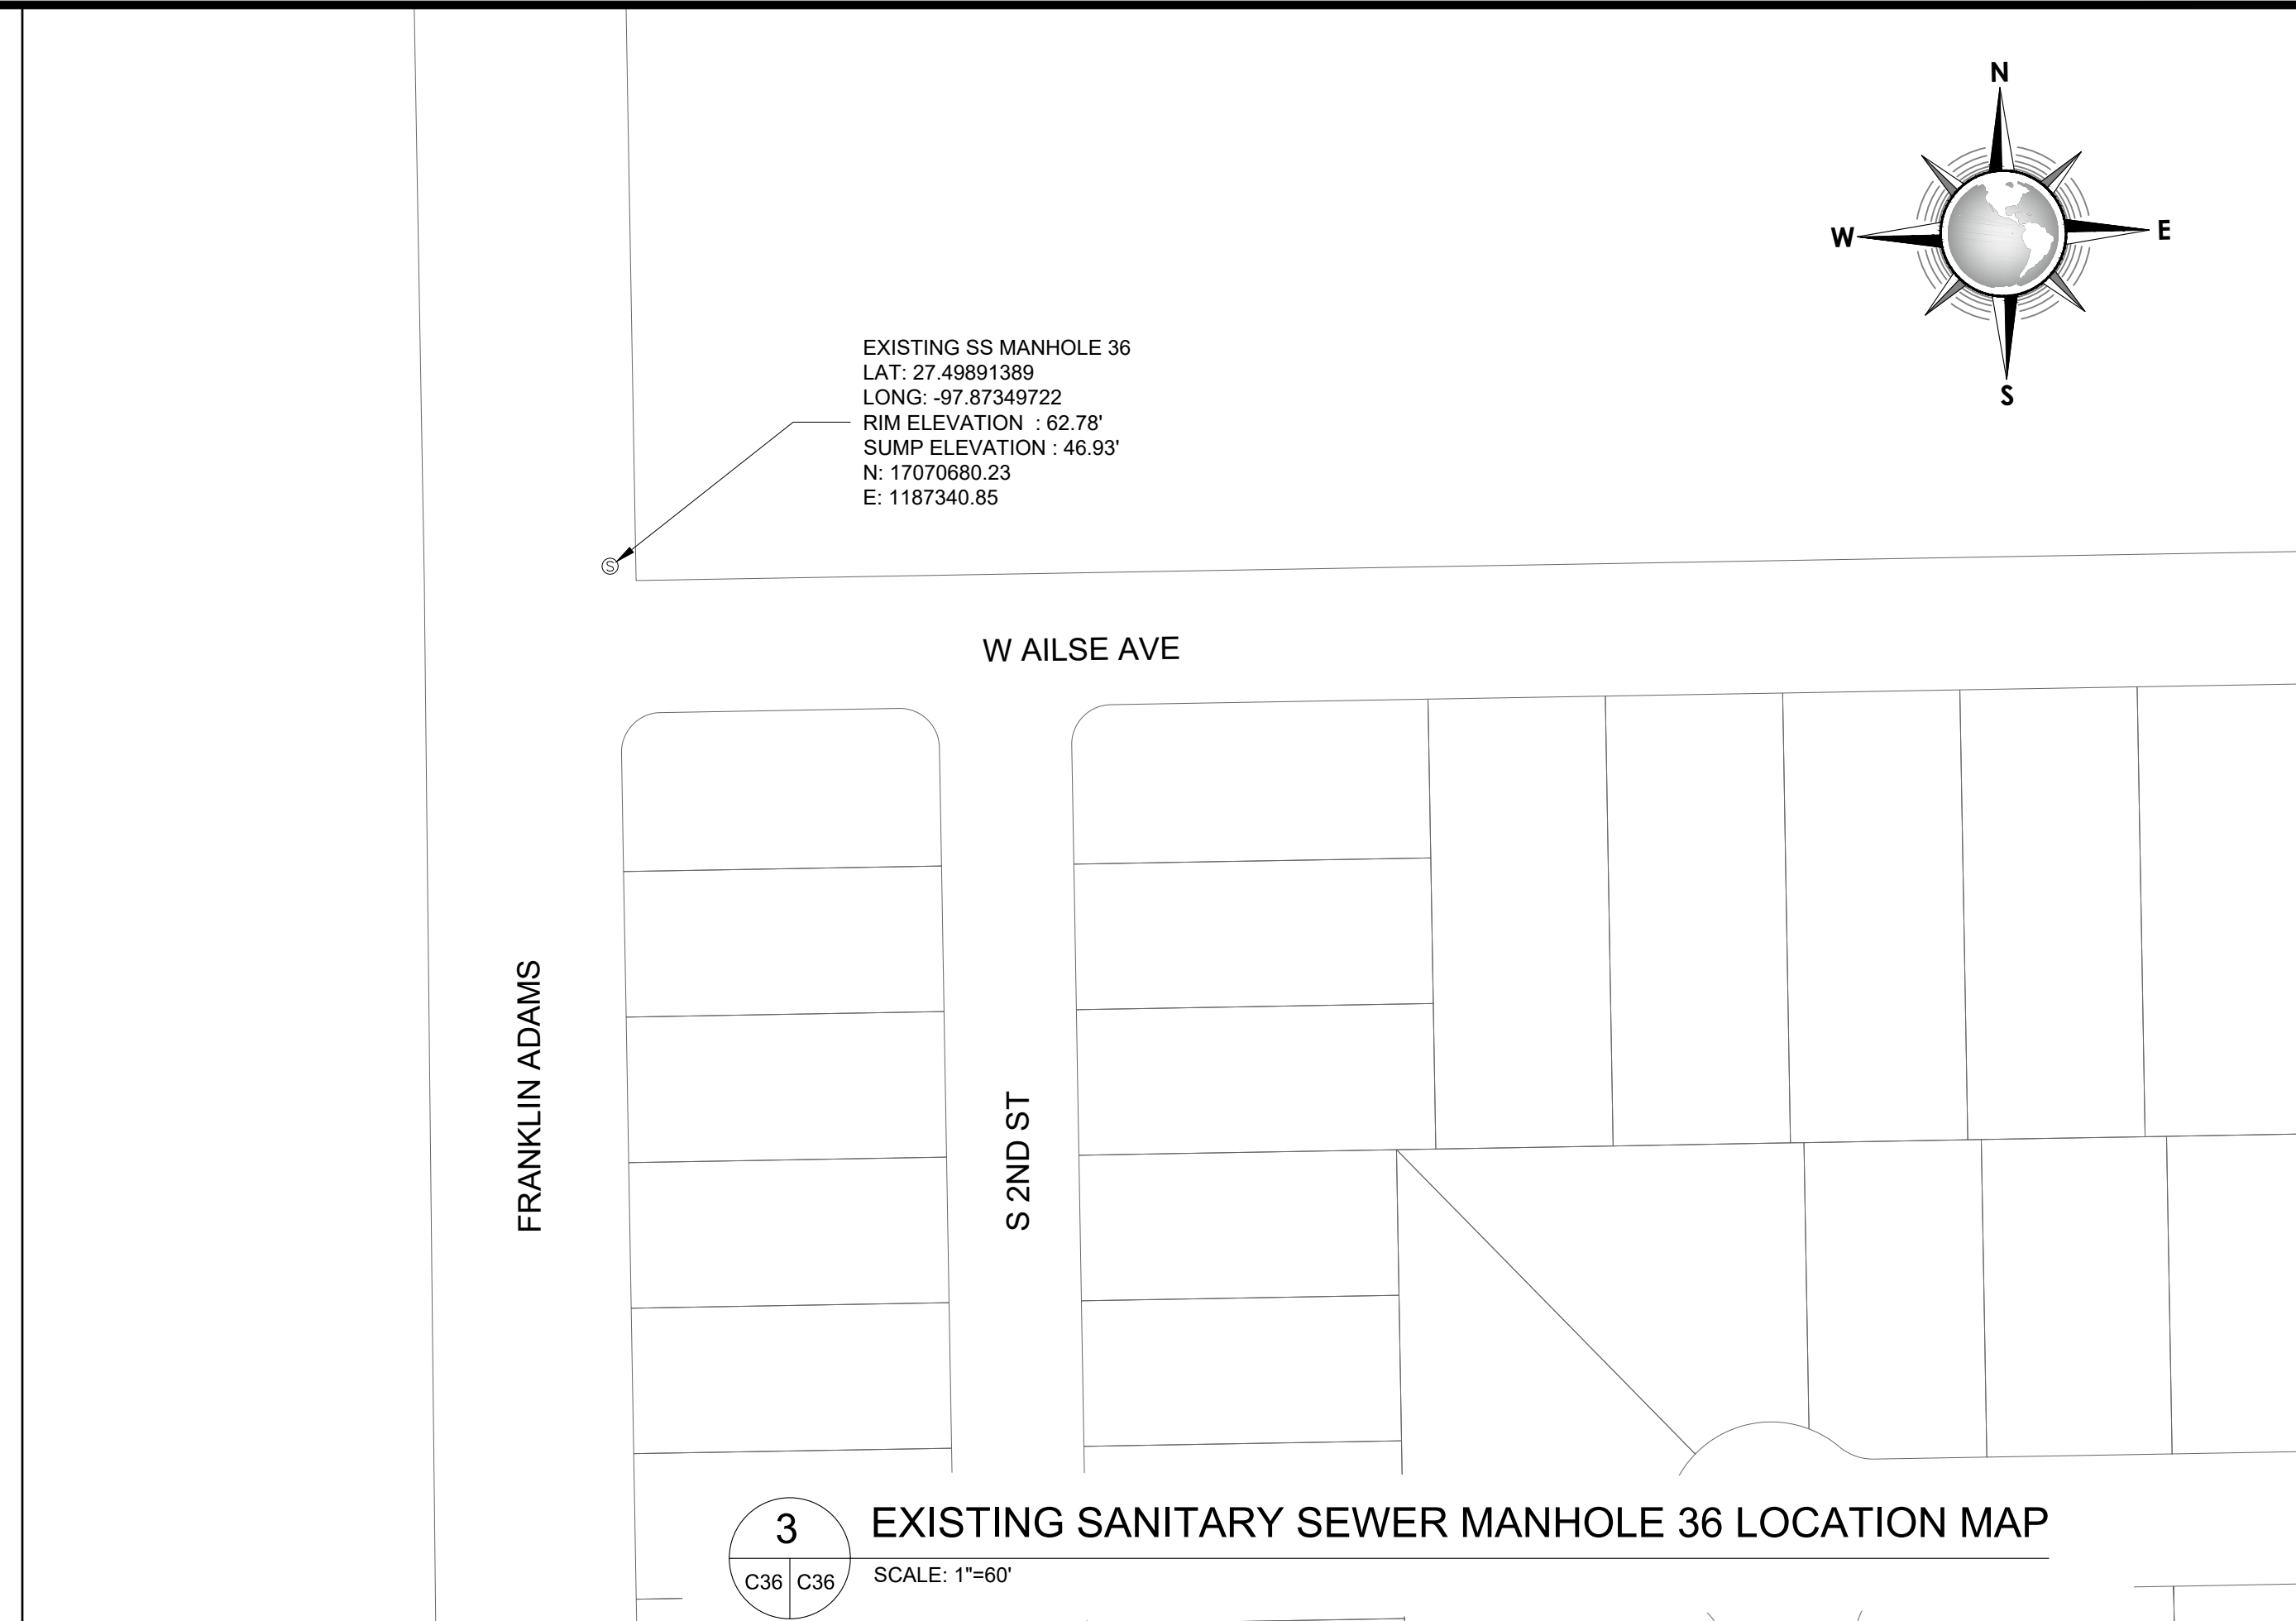 N
W
E
S
EXISTING SS MANHOLE 36
LAT: 27.49891389
LONG: -97.87349722
RIM ELEVATION : 62.78'
SUMP ELEVATION : 46.93'
N: 17070680.23
E: 1187340.85
S
W AILSE AVE
FRANKLIN ADAMS
S 2ND ST
3
C36
C36
EXISTING SANITARY SEWER MANHOLE 36 LOCATION MAP
SCALE: 1"=60'